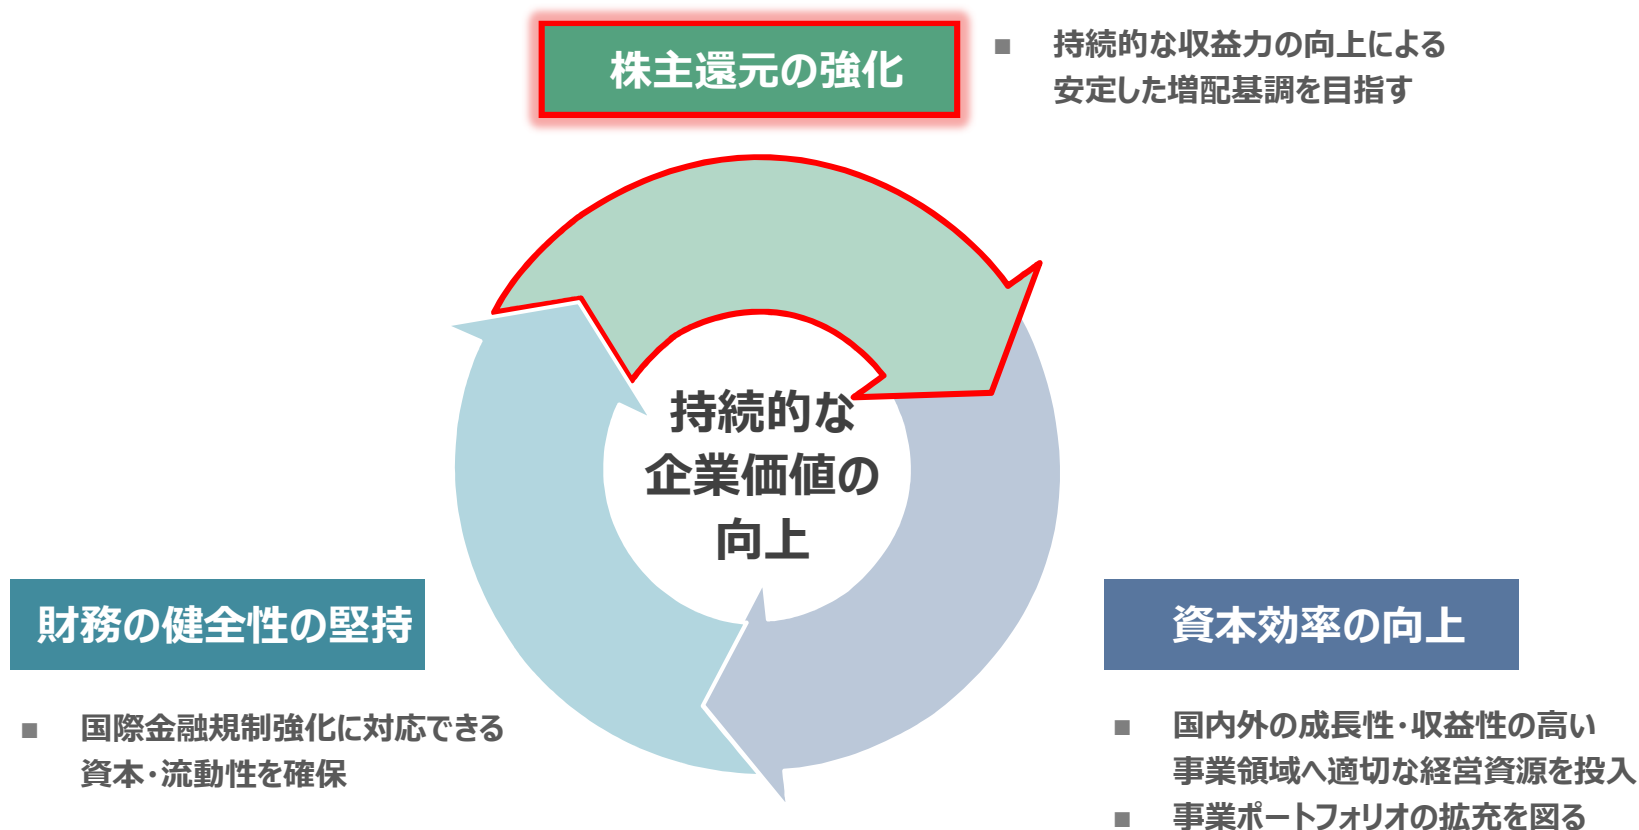 株主還元の強化
■ 持続的な収益力の向上による
安定した増配基調を目指す
持続的な
企業価値の
向上
財務の健全性の堅持
■ 国際金融規制強化に対応できる
資本・流動性を確保
資本効率の向上
■ 国内外の成長性・収益性の高い
事業領域へ適切な経営資源を投入
■ 事業ポートフォリオの拡充を図る